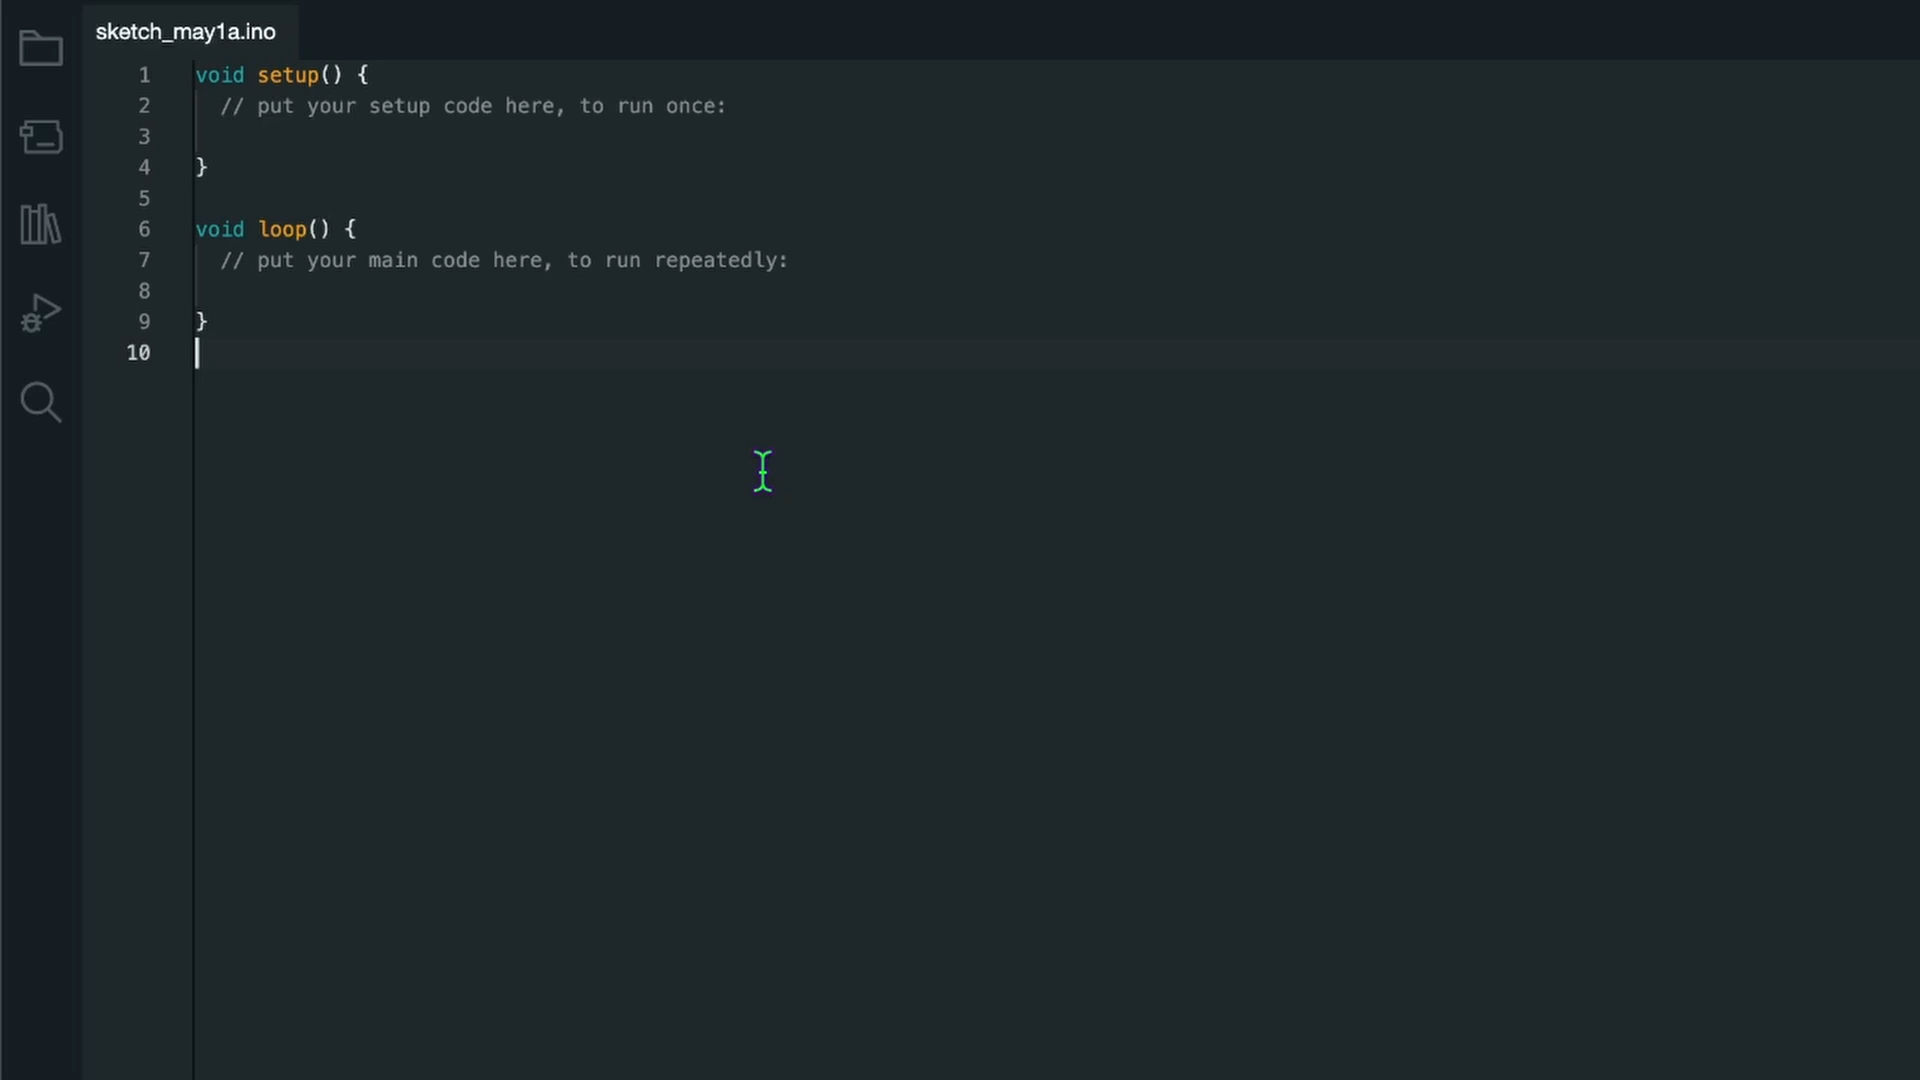 sketch_may1a.ino
1 void setup() {
2 // put your setup code here, to run once:
3
4 }
5
6 void loop() {
7 // put your main code here, to run repeatedly:
8
9 }
10